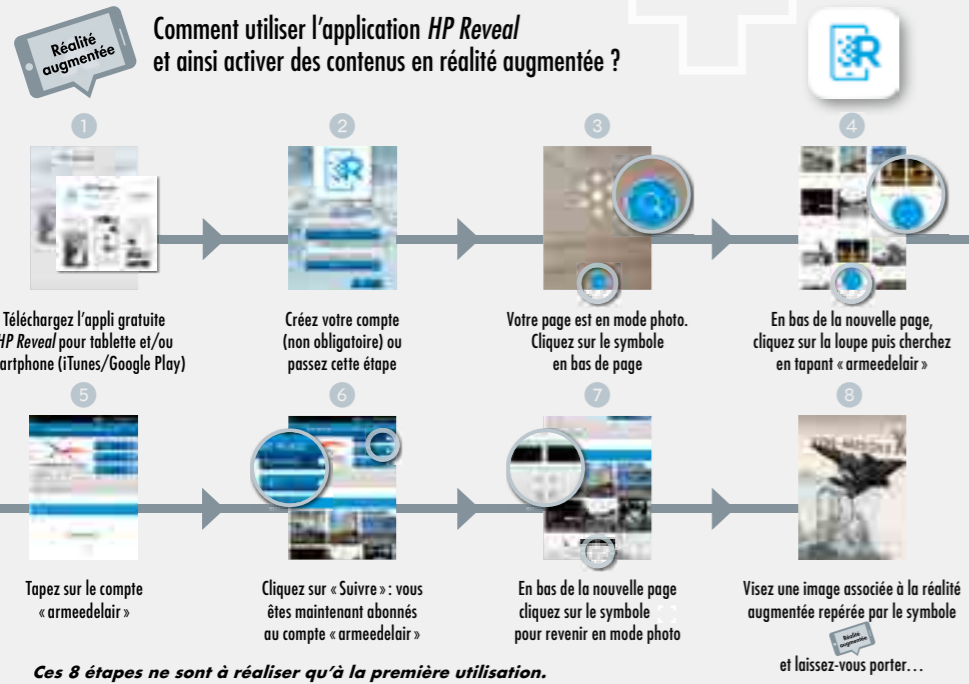 Réalité
augmentée
Comment utiliser l'application HP Reveal
et ainsi activer des contenus en réalité augmentée ?
R
1
2
3
4
Téléchargez l'appli gratuite
HP Reveal pour tablette et/ou
artphone (iTunes/Google Play)
Créez votre compte
(non obligatoire) ou
passez cette étape
Votre page est en mode photo.
Cliquez sur le symbole
en bas de page
En bas de la nouvelle page,
cliquez sur la loupe puis cherchez
en tapant « armeedelair »
5
6
7
8
Tapez sur le compte
« armeedelair »
Cliquez sur « Suivre » : vous
êtes maintenant abonnés
au compte « armeedelair »
En bas de la nouvelle page
cliquez sur le symbole
pour revenir en mode photo
Visez une image associée à la réalité
augmentée repérée par le symbole
Réalité
augmentée
et laissez-vous porter…
Ces 8 étapes ne sont à réaliser qu'à la première utilisation.